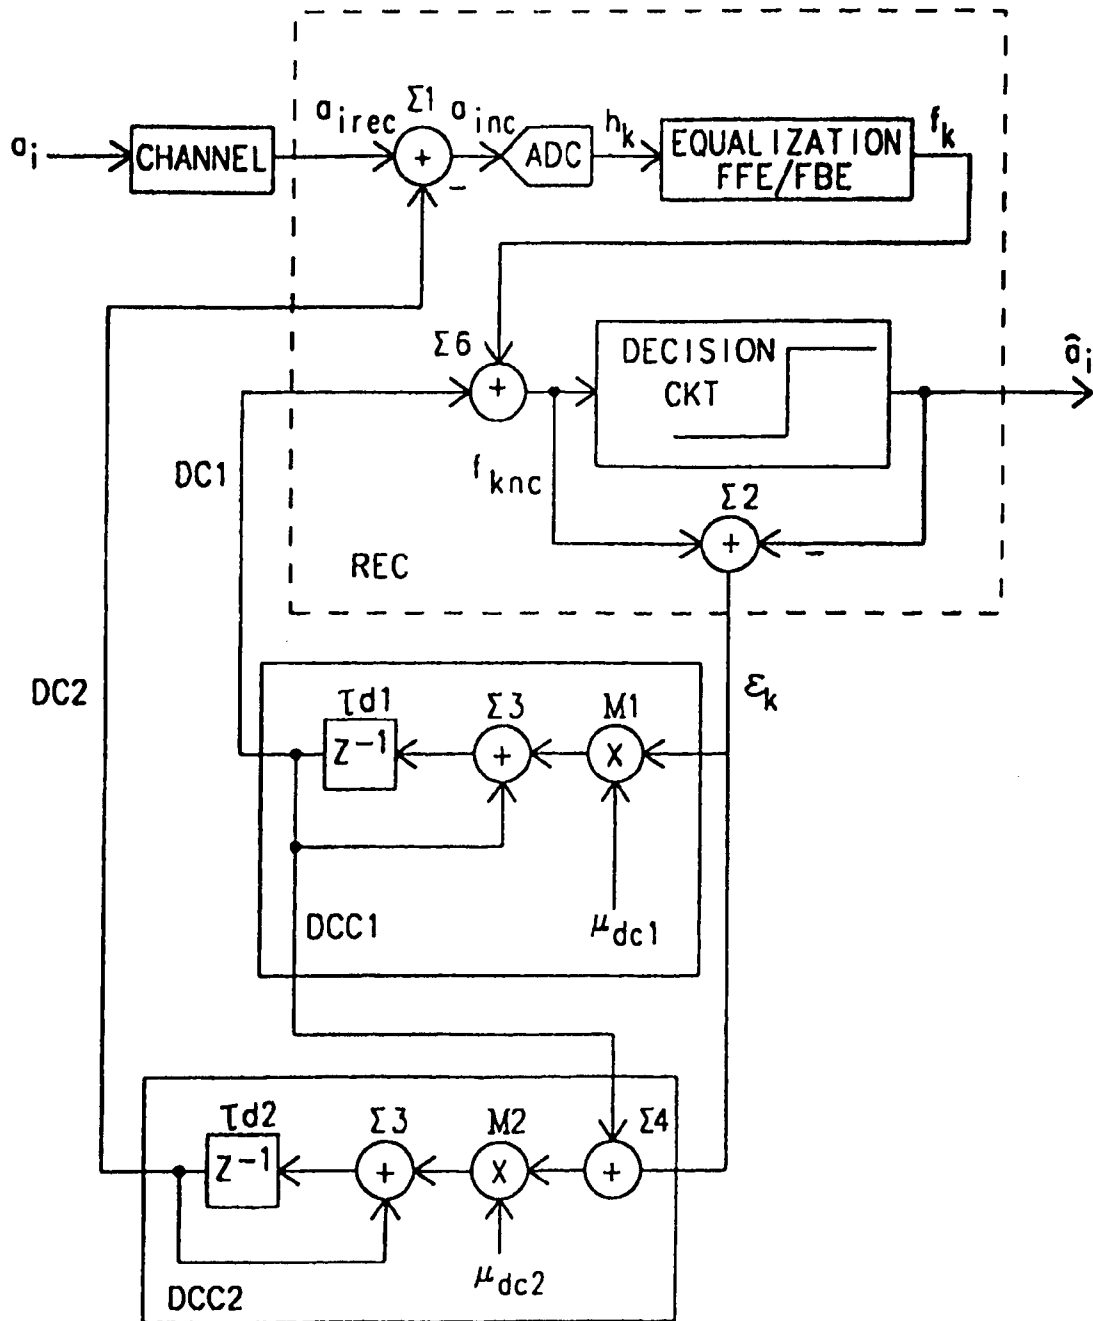 Σ1
a_irec
a_inc
h_k
f_k
a_i
CHANNEL
+
-
ADC
EQUALIZATION
FFE/FBE
Σ6
+
DECISION
CKT
â_i
DC1
f_knc
Σ2
+
-
REC
DC2
ε_k
τd1
Σ3
M1
Z⁻¹
+
X
DCC1
μ_dc1
τd2
Σ3
M2
Σ4
Z⁻¹
+
X
+
μ_dc2
DCC2